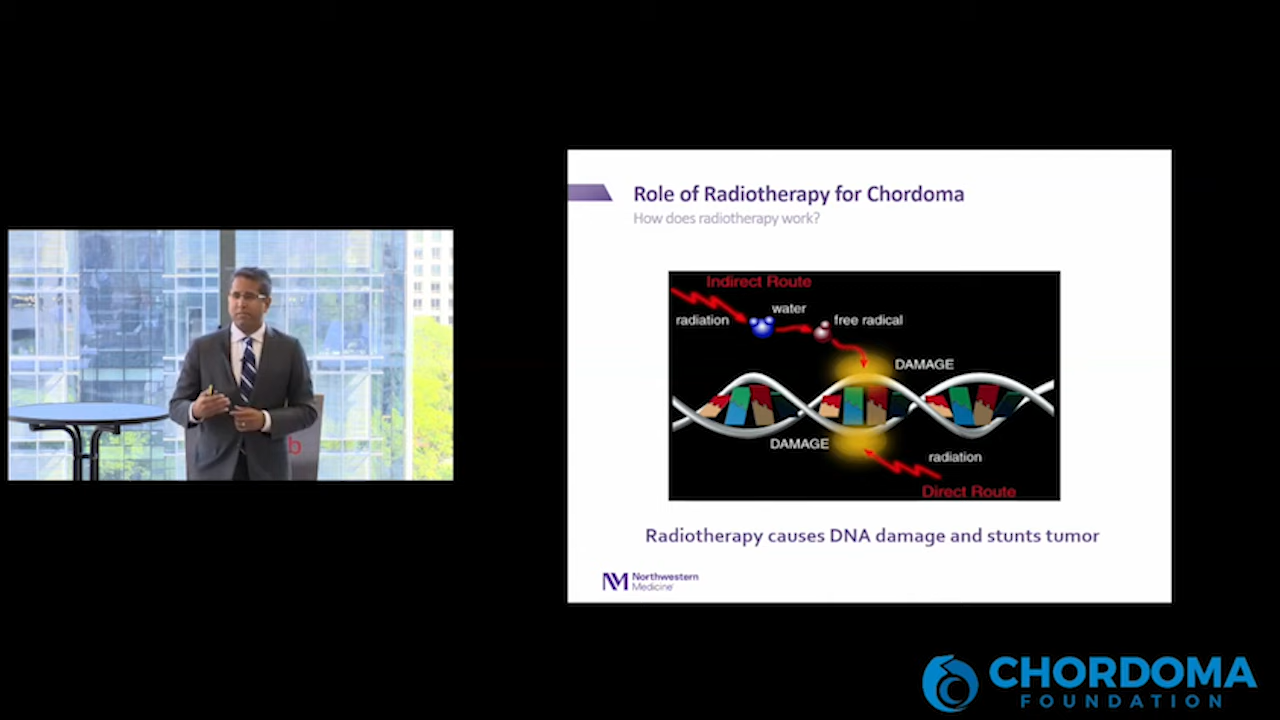 Role of Radiotherapy for Chordoma
How does radiotherapy work?
Indirect Route
water
radiation
free radical
DAMAGE
DAMAGE
radiation
Direct Route
Radiotherapy causes DNA damage and stunts tumor
NM Northwestern
Medicine
b
CHORDOMA
FOUNDATION